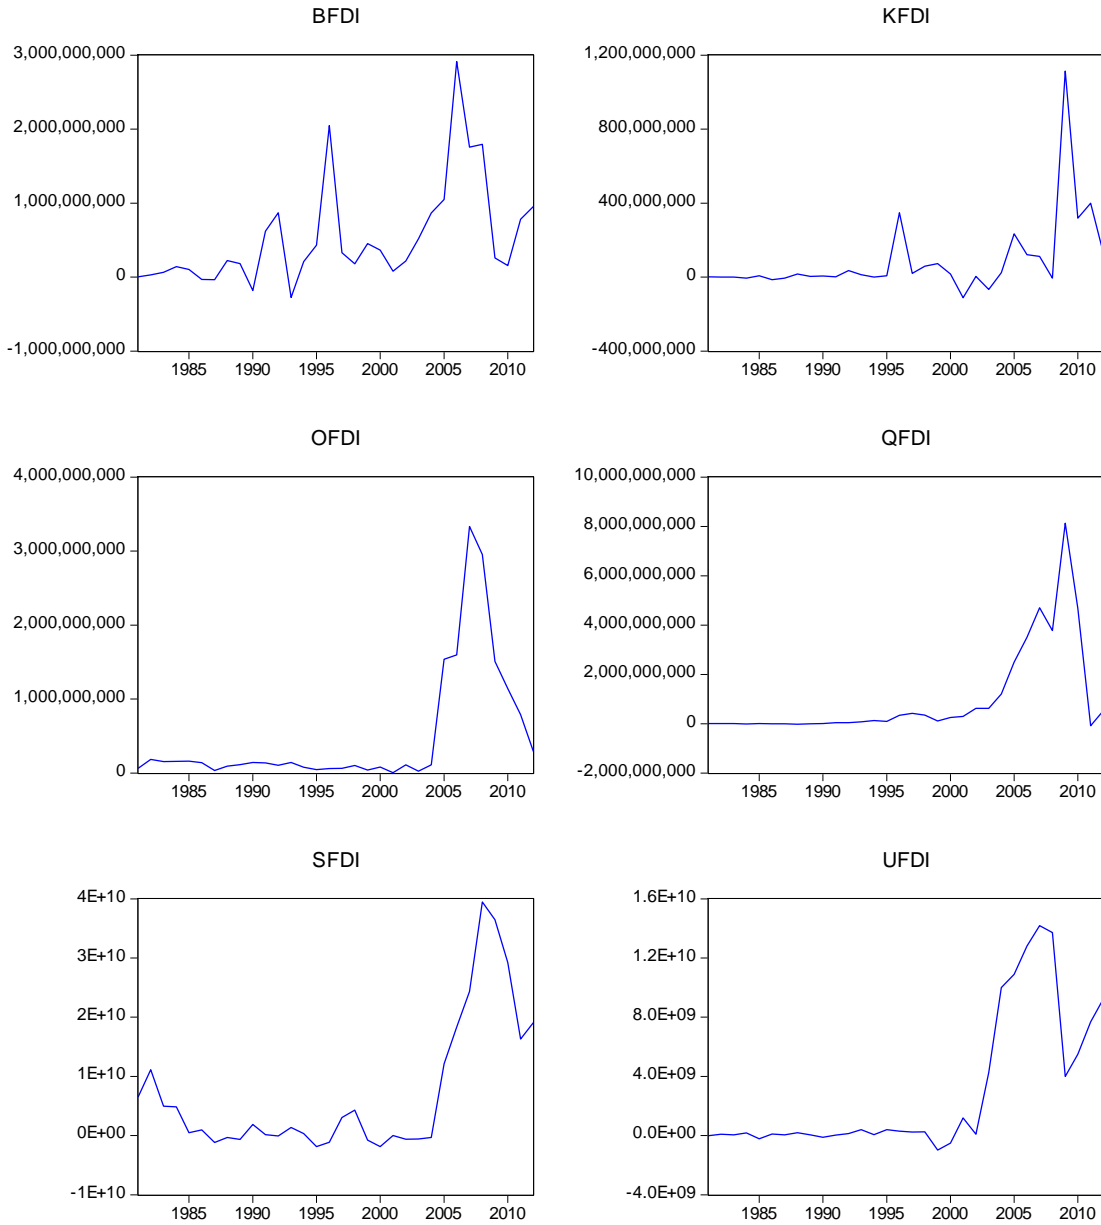 BFDI
3,000,000,000
2,000,000,000
1,000,000,000
0
-1,000,000,000
1985 1990 1995 2000 2005 2010
KFDI
1,200,000,000
800,000,000
400,000,000
0
-400,000,000
1985 1990 1995 2000 2005 2010
OFDI
4,000,000,000
3,000,000,000
2,000,000,000
1,000,000,000
0
1985 1990 1995 2000 2005 2010
QFDI
10,000,000,000
8,000,000,000
6,000,000,000
4,000,000,000
2,000,000,000
0
-2,000,000,000
1985 1990 1995 2000 2005 2010
SFDI
4E+10
3E+10
2E+10
1E+10
0E+00
-1E+10
1985 1990 1995 2000 2005 2010
UFDI
1.6E+10
1.2E+10
8.0E+09
4.0E+09
0.0E+00
-4.0E+09
1985 1990 1995 2000 2005 2010